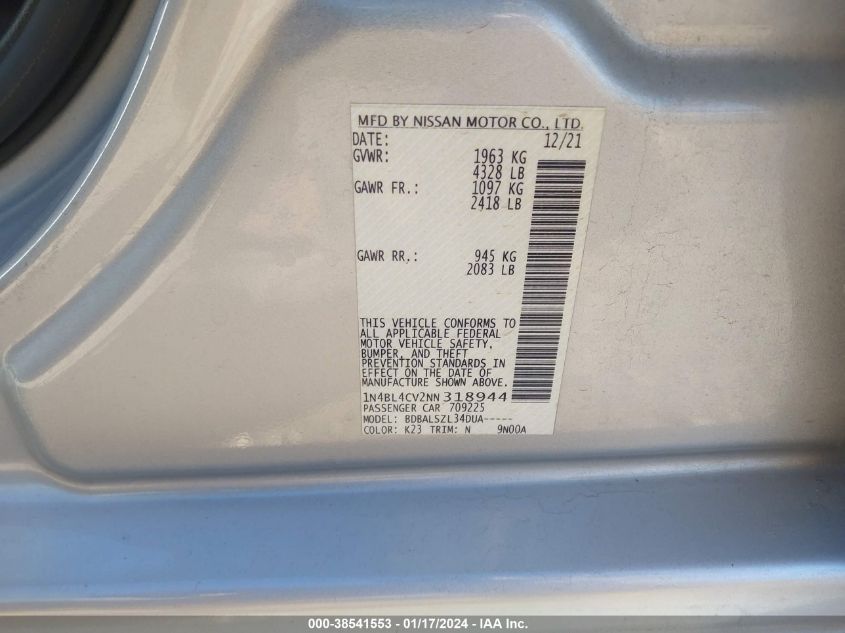 MFD BY NISSAN MOTOR CO., LTD.
DATE: 12/21
GVWR: 1963 KG
4328 LB
GAWR FR.: 1097 KG
2418 LB
GAWR RR.: 945 KG
2083 LB
THIS VEHICLE CONFORMS TO
ALL APPLICABLE FEDERAL
MOTOR VEHICLE SAFETY,
BUMPER, AND THEFT
PREVENTION STANDARDS IN
EFFECT ON THE DATE OF
MANUFACTURE SHOWN ABOVE.
1N4BL4CV2NN318944
PASSENGER CAR 709225
MODEL: BDBALSZL34DUA-----
COLOR: K23 TRIM: N 9N00A
000-38541553 / 01/17/2024 - IAA Inc.